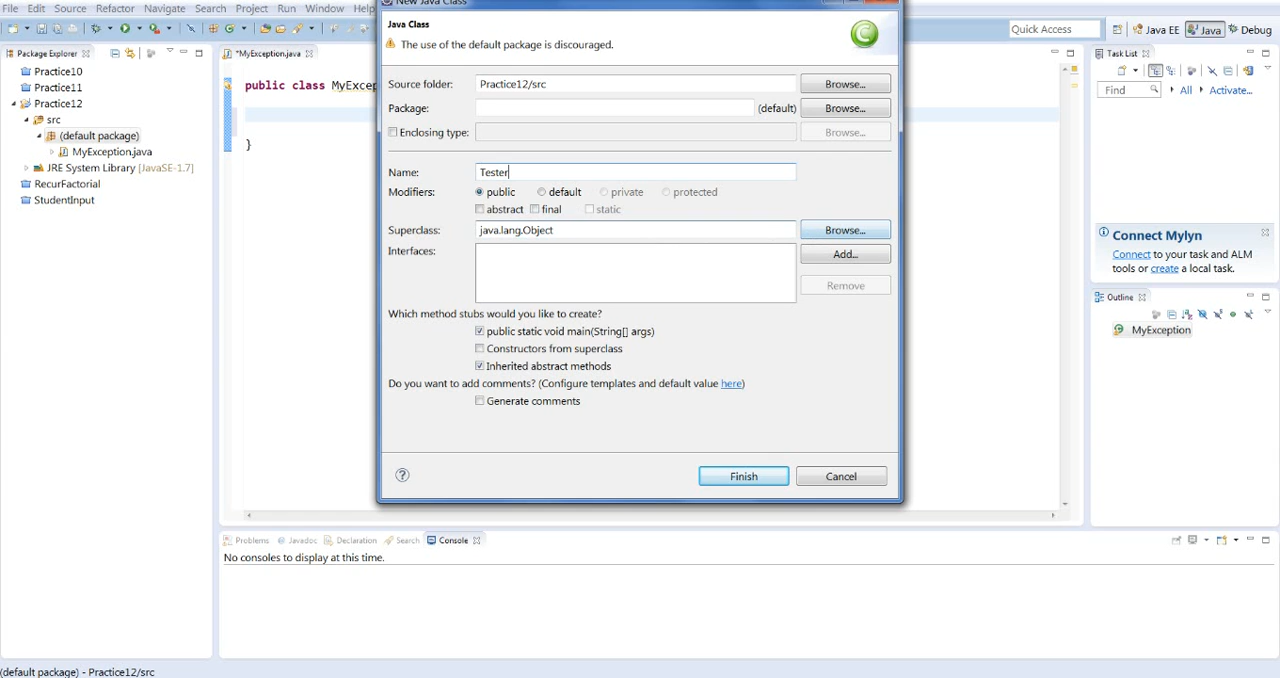 File Edit Source Refactor Navigate Search Project Run Window Help
New Java Class
Java Class
The use of the default package is discouraged.
Source folder: Practice12/src Browse...
Package: (default) Browse...
Enclosing type: Browse...
Name: Tester
Modifiers: public default private protected
abstract final static
Superclass: java.lang.Object Browse...
Interfaces: Add...
Remove
Which method stubs would you like to create?
public static void main(String[] args)
Constructors from superclass
Inherited abstract methods
Do you want to add comments? (Configure templates and default value here)
Generate comments
? Finish Cancel
Quick Access Java EE Java Debug
Package Explorer
Practice10
Practice11
Practice12
src
(default package)
MyException.java
JRE System Library [JavaSE-1.7]
RecurFactorial
StudentInput
*MyException.java
public class MyExcep
}
Task List
Find All Activate...
Connect Mylyn
Connect to your task and ALM
tools or create a local task.
Outline
MyException
Problems @ Javadoc Declaration Search Console
No consoles to display at this time.
(default package) - Practice12/src